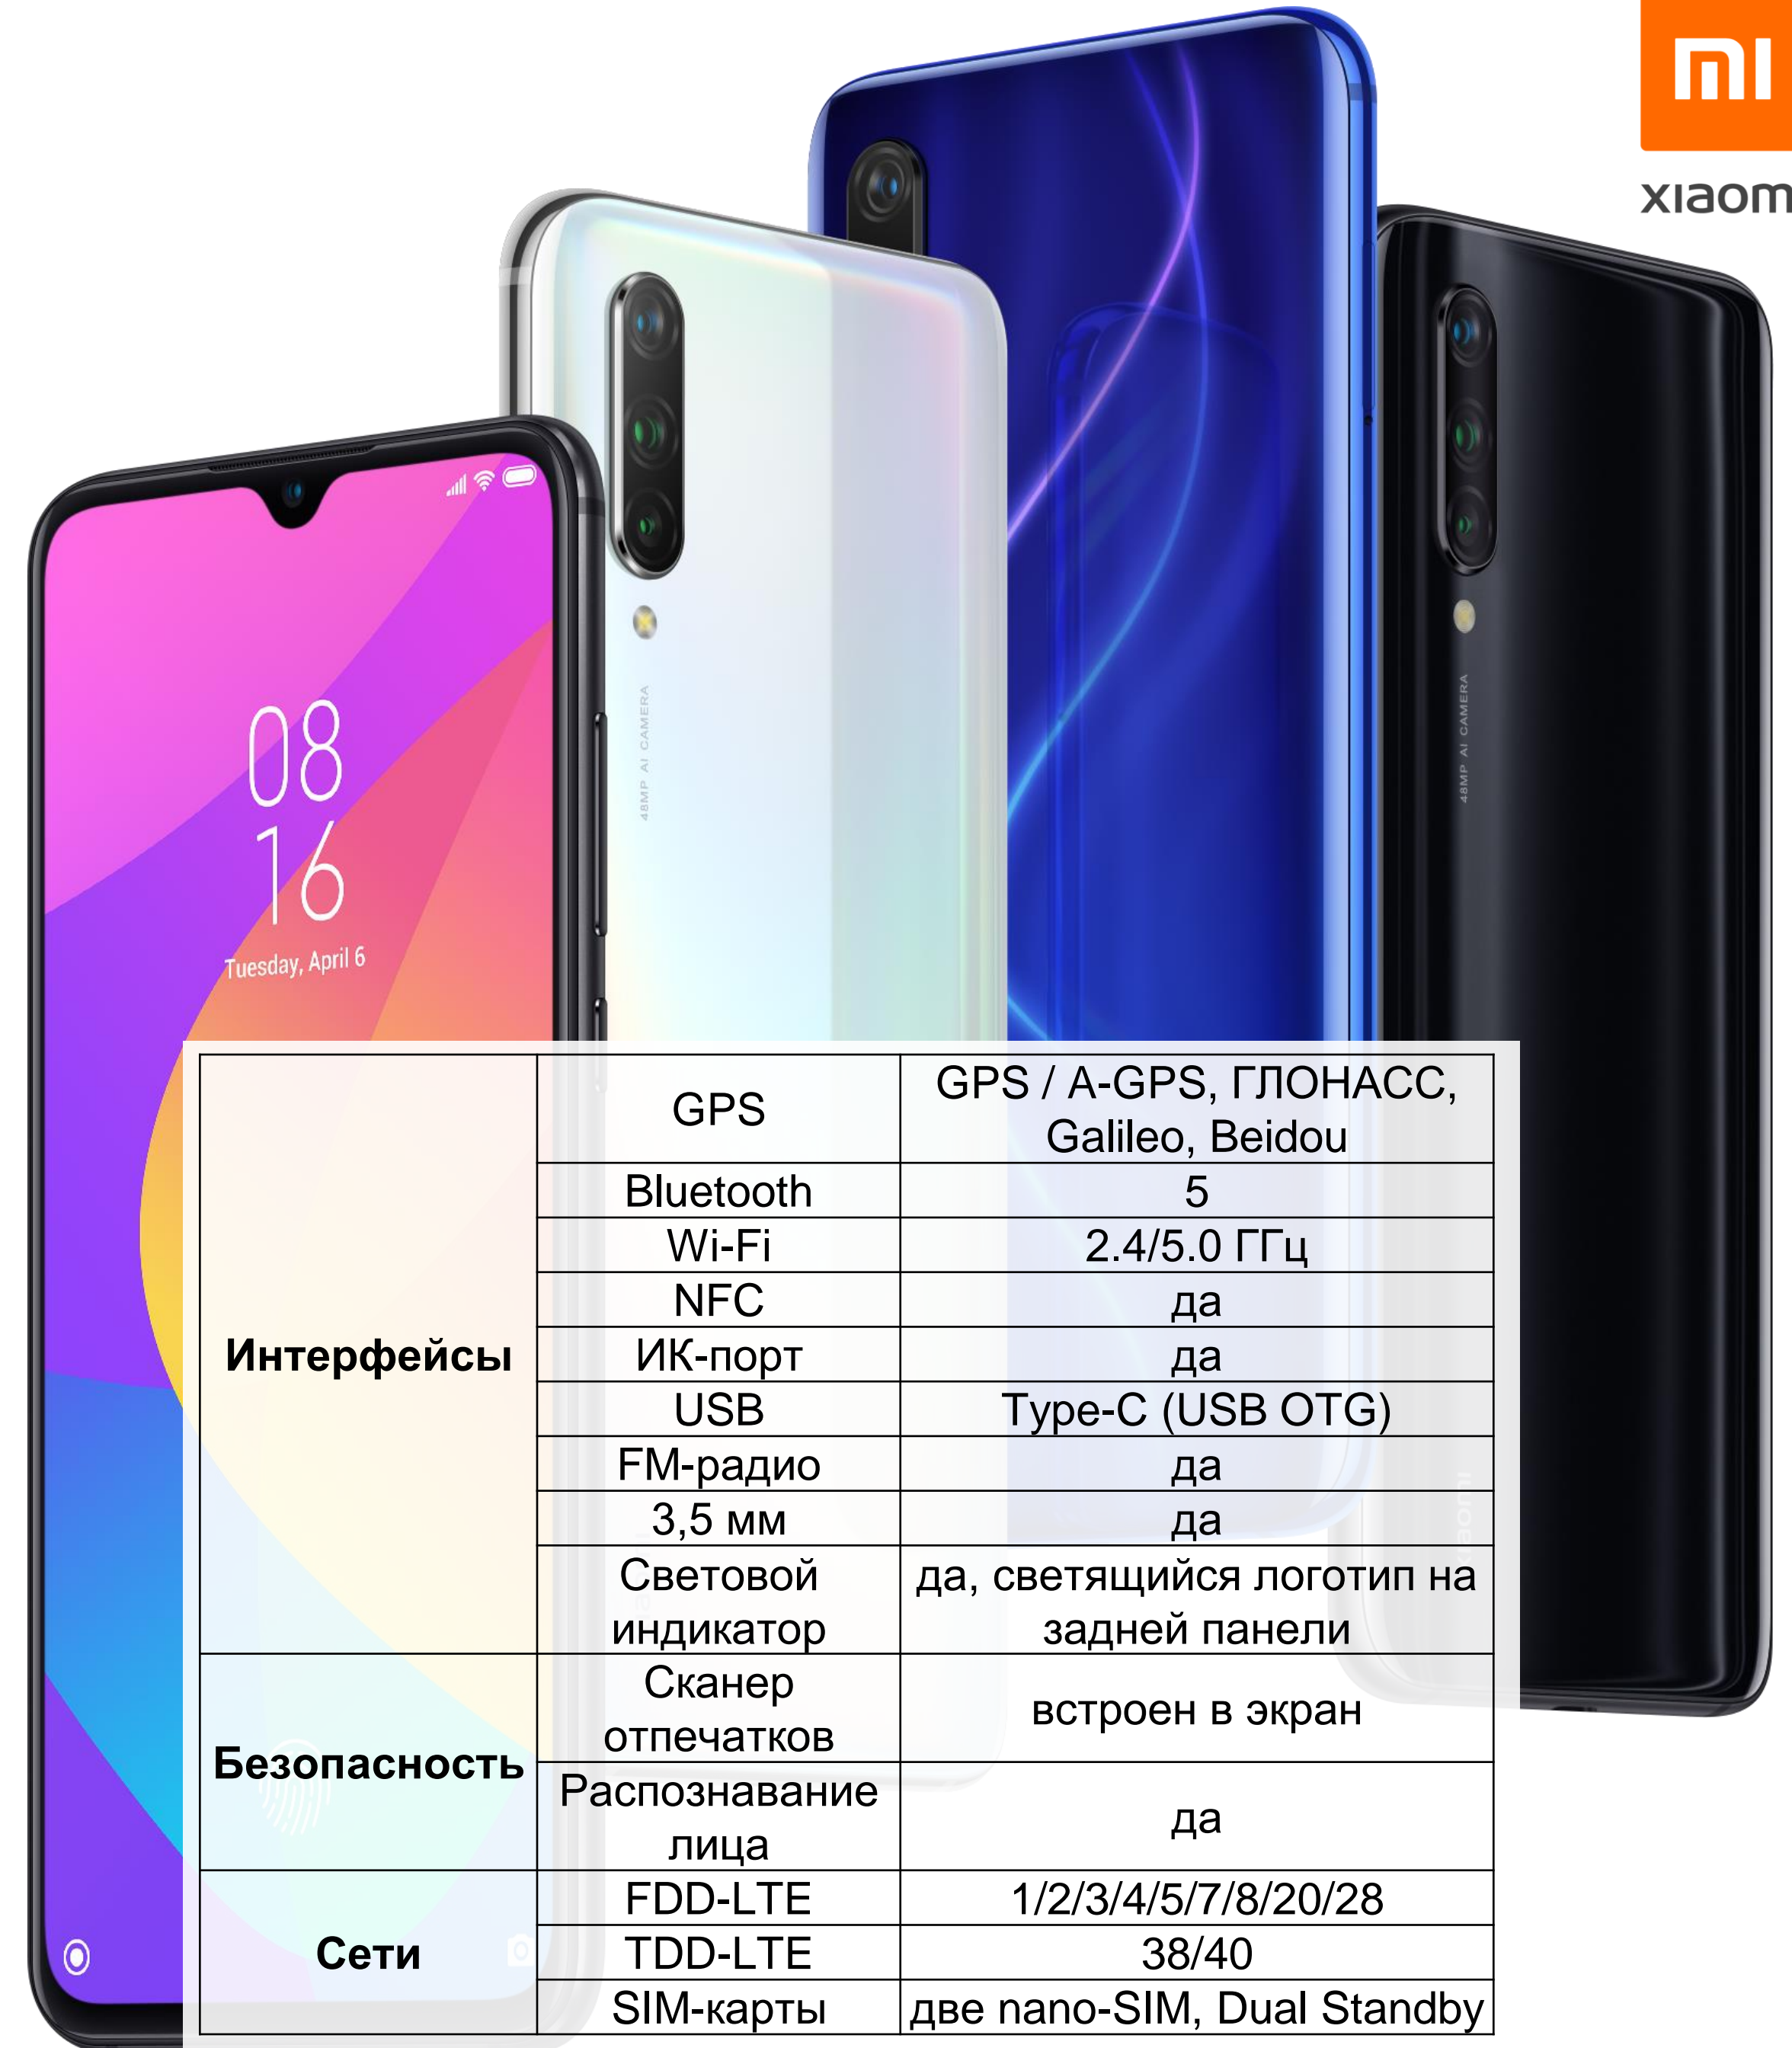 mi
xiaom
08
16
Tuesday, April 6
48MP AI CAMERA
48MP AI CAMERA
Интерфейсы
GPS
GPS / A-GPS, ГЛОНАСС,
Galileo, Beidou
Bluetooth
5
Wi-Fi
2.4/5.0 ГГц
NFC
да
ИК-порт
да
USB
Type-C (USB OTG)
FM-радио
да
3,5 мм
да
Световой
индикатор
да, светящийся логотип на
задней панели
Безопасность
Сканер
отпечатков
встроен в экран
Распознавание
лица
да
Сети
FDD-LTE
1/2/3/4/5/7/8/20/28
TDD-LTE
38/40
SIM-карты
две nano-SIM, Dual Standby